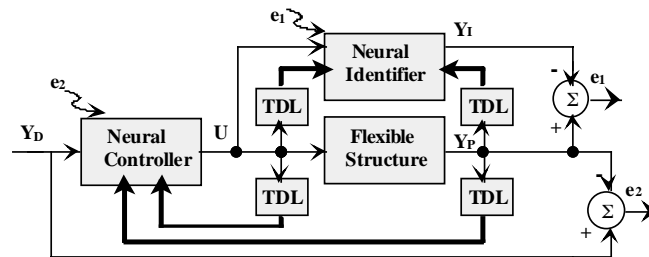 e1
Neural
Identifier
YI
-
Σ
e1
+
e2
TDL
TDL
YD
Neural
Controller
U
Flexible
Structure
YP
TDL
TDL
-
Σ
e2
+